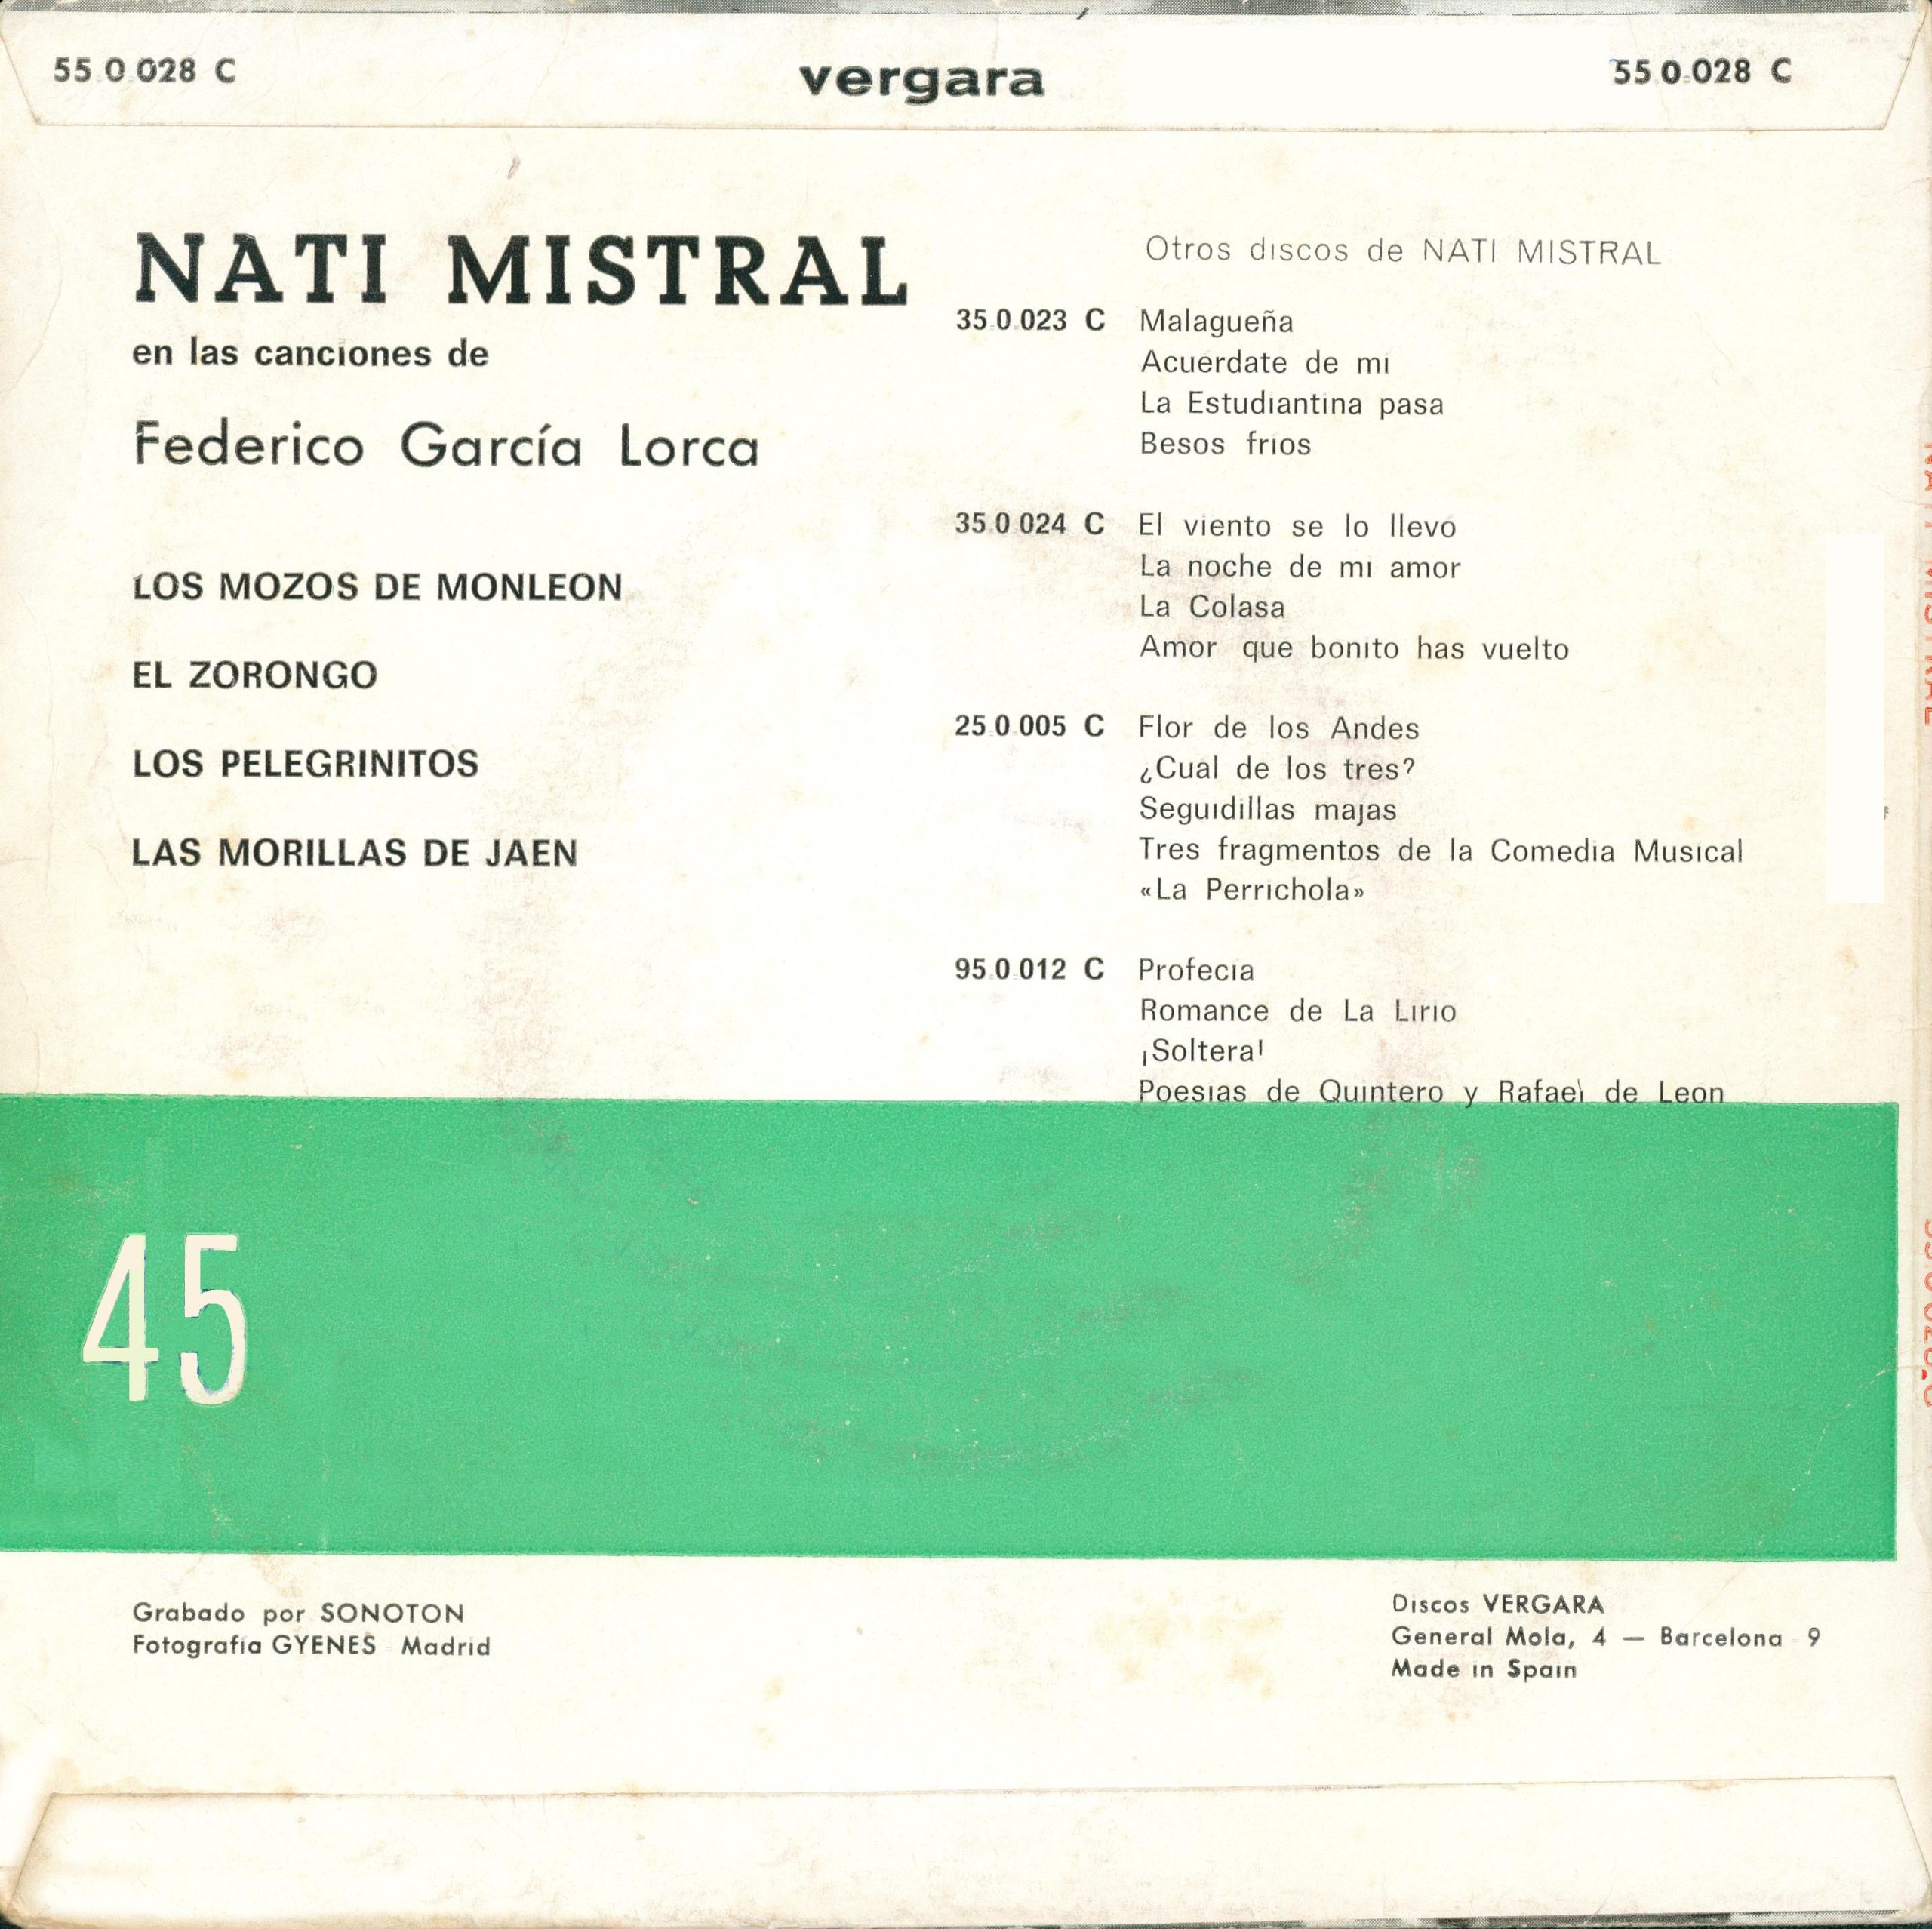 55.0.028 C
vergara
55.0.028 C
NATI MISTRAL
en las canciones de
Federico García Lorca
LOS MOZOS DE MONLEON
EL ZORONGO
LOS PELEGRINITOS
LAS MORILLAS DE JAEN
Otros discos de NATI MISTRAL
35.0.023 C Malagueña
Acuerdate de mi
La Estudiantina pasa
Besos frios
35.0.024 C El viento se lo llevo
La noche de mi amor
La Colasa
Amor que bonito has vuelto
25.0.005 C Flor de los Andes
¿Cual de los tres?
Seguidillas majas
Tres fragmentos de la Comedia Musical
«La Perrichola»
95.0.012 C Profecia
Romance de La Lirio
¡Soltera!
Poesias de Quintero y Rafael de Leon
45
Grabado por SONOTON
Fotografía GYENES Madrid
Discos VERGARA
General Mola, 4 — Barcelona - 9
Made in Spain
NATI MISTRAL